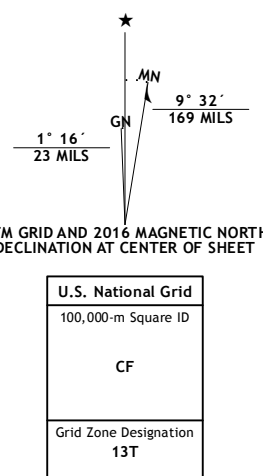 ★
MN
GN
1° 16´
23 MILS
9° 32´
169 MILS
GRID AND 2016 MAGNETIC NORTH
DECLINATION AT CENTER OF SHEET
U.S. National Grid
100,000-m Square ID
CF
Grid Zone Designation
13T